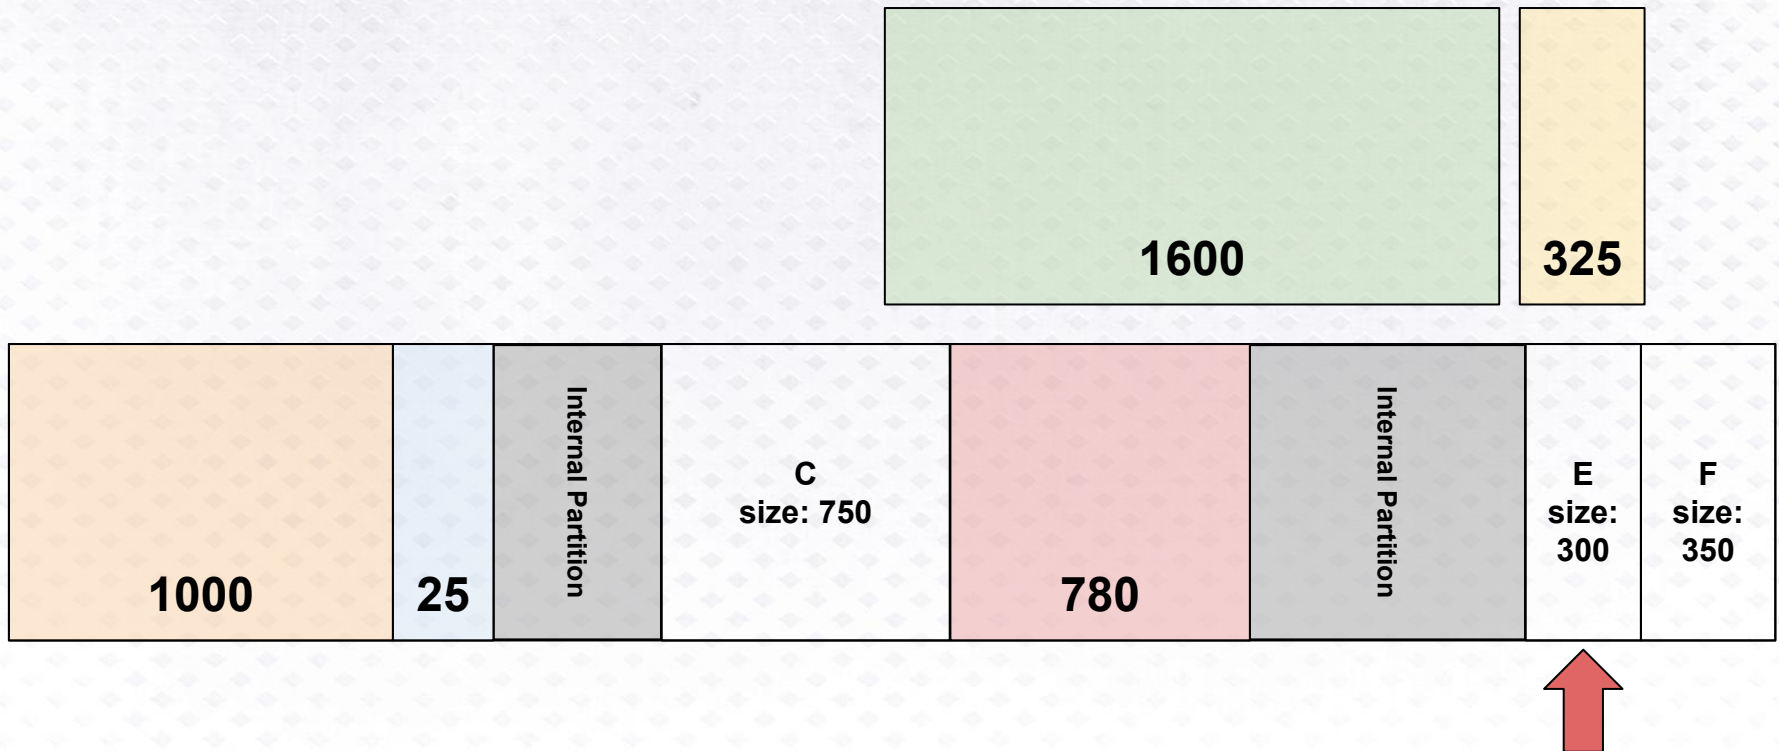 1600
325
1000
25
Internal Partition
C
size: 750
780
Internal Partition
E
size:
300
F
size:
350